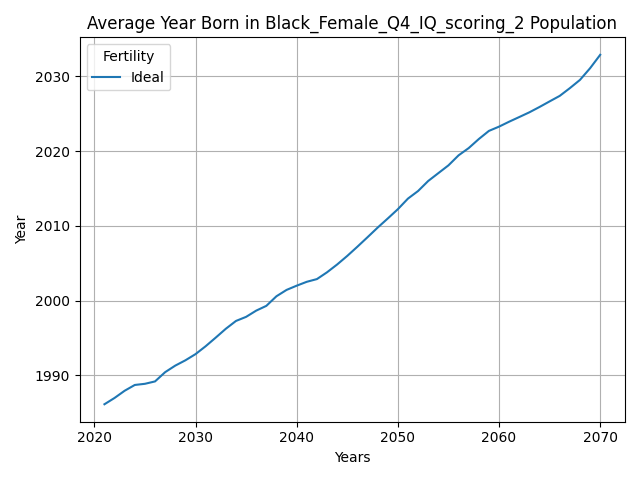 Average Year Born in Black_Female_Q4_IQ_scoring_2 Population
Fertility
Ideal
2030
2020
2010
2000
1990
Year
2020 2030 2040 2050 2060 2070
Years